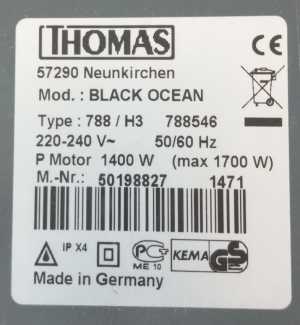 THOMAS CE
57290 Neunkirchen
Mod. : BLACK OCEAN
Type : 788 / H3 788546
220-240 V~ 50/60 Hz
P Motor 1400 W (max 1700 W)
M.-Nr.: 50198827 1471
IP X4 PC ME 10 KEMA GS
Made in Germany